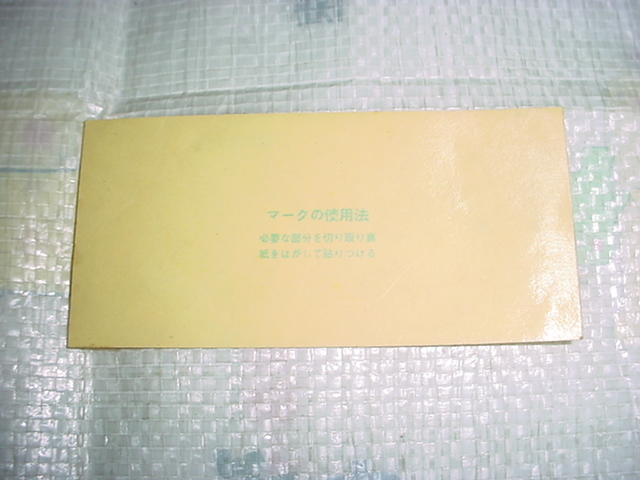 マークの使用法
必要な部分を切り取り裏
紙をはがして貼りつける